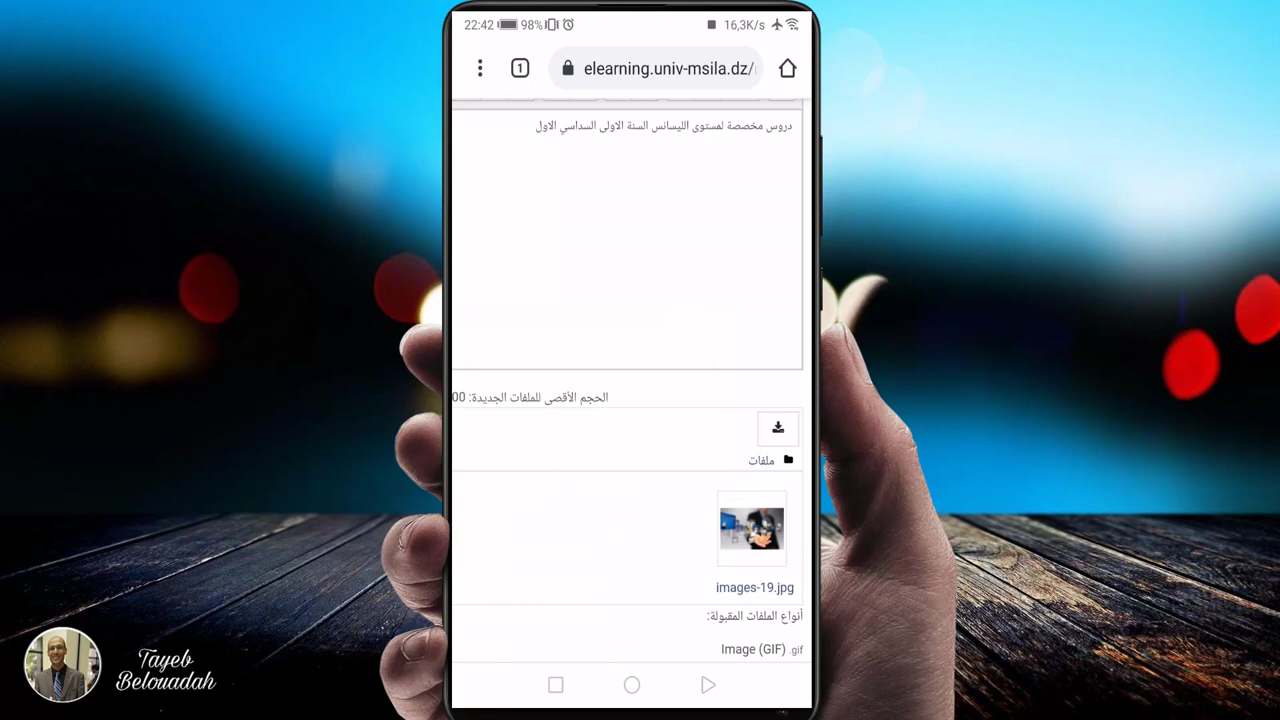 22:42 98% 16,3K/s
1 elearning.univ-msila.dz/
دروس مخصصة لمستوى الليسانس السنة الاولى السداسي الاول
الحجم الأقصى للملفات الجديدة: 00
ملفات
images-19.jpg
أنواع الملفات المقبولة:
Image (GIF) .gif
Tayeb
Belouadah